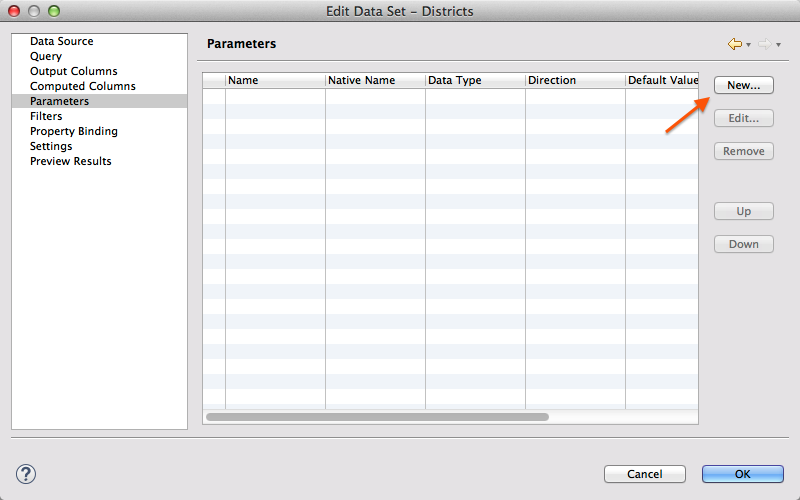 Edit Data Set – Districts
Data Source
Query
Output Columns
Computed Columns
Parameters
Filters
Property Binding
Settings
Preview Results
Parameters
Name Native Name Data Type Direction Default Value
New...
Edit...
Remove
Up
Down
?
Cancel
OK